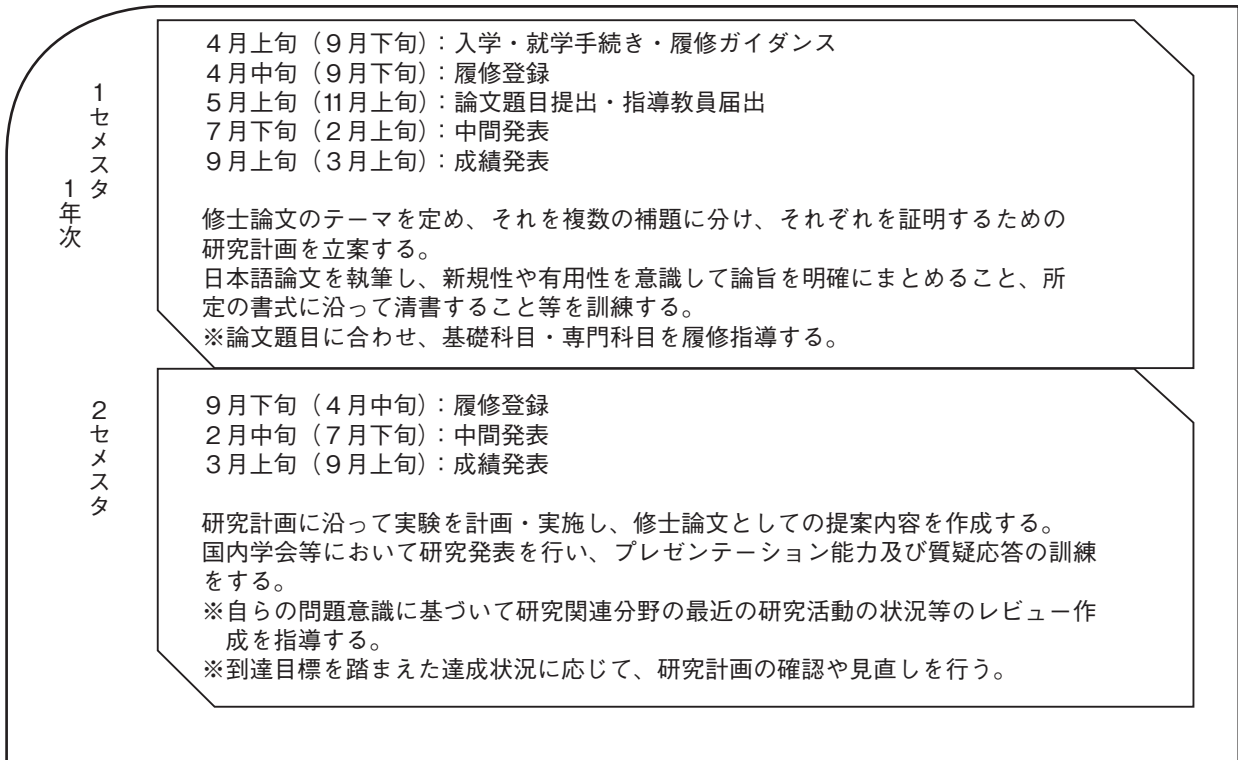 1年次
1セメスタ
4月上旬（9月下旬）：入学・就学手続き・履修ガイダンス
4月中旬（9月下旬）：履修登録
5月上旬（11月上旬）：論文題目提出・指導教員届出
7月下旬（2月上旬）：中間発表
9月上旬（3月上旬）：成績発表
修士論文のテーマを定め、それを複数の補題に分け、それぞれを証明するための
研究計画を立案する。
日本語論文を執筆し、新規性や有用性を意識して論旨を明確にまとめること、所
定の書式に沿って清書すること等を訓練する。
※論文題目に合わせ、基礎科目・専門科目を履修指導する。
2セメスタ
9月下旬（4月中旬）：履修登録
2月中旬（7月下旬）：中間発表
3月上旬（9月上旬）：成績発表
研究計画に沿って実験を計画・実施し、修士論文としての提案内容を作成する。
国内学会等において研究発表を行い、プレゼンテーション能力及び質疑応答の訓練
をする。
※自らの問題意識に基づいて研究関連分野の最近の研究活動の状況等のレビュー作
成を指導する。
※到達目標を踏まえた達成状況に応じて、研究計画の確認や見直しを行う。